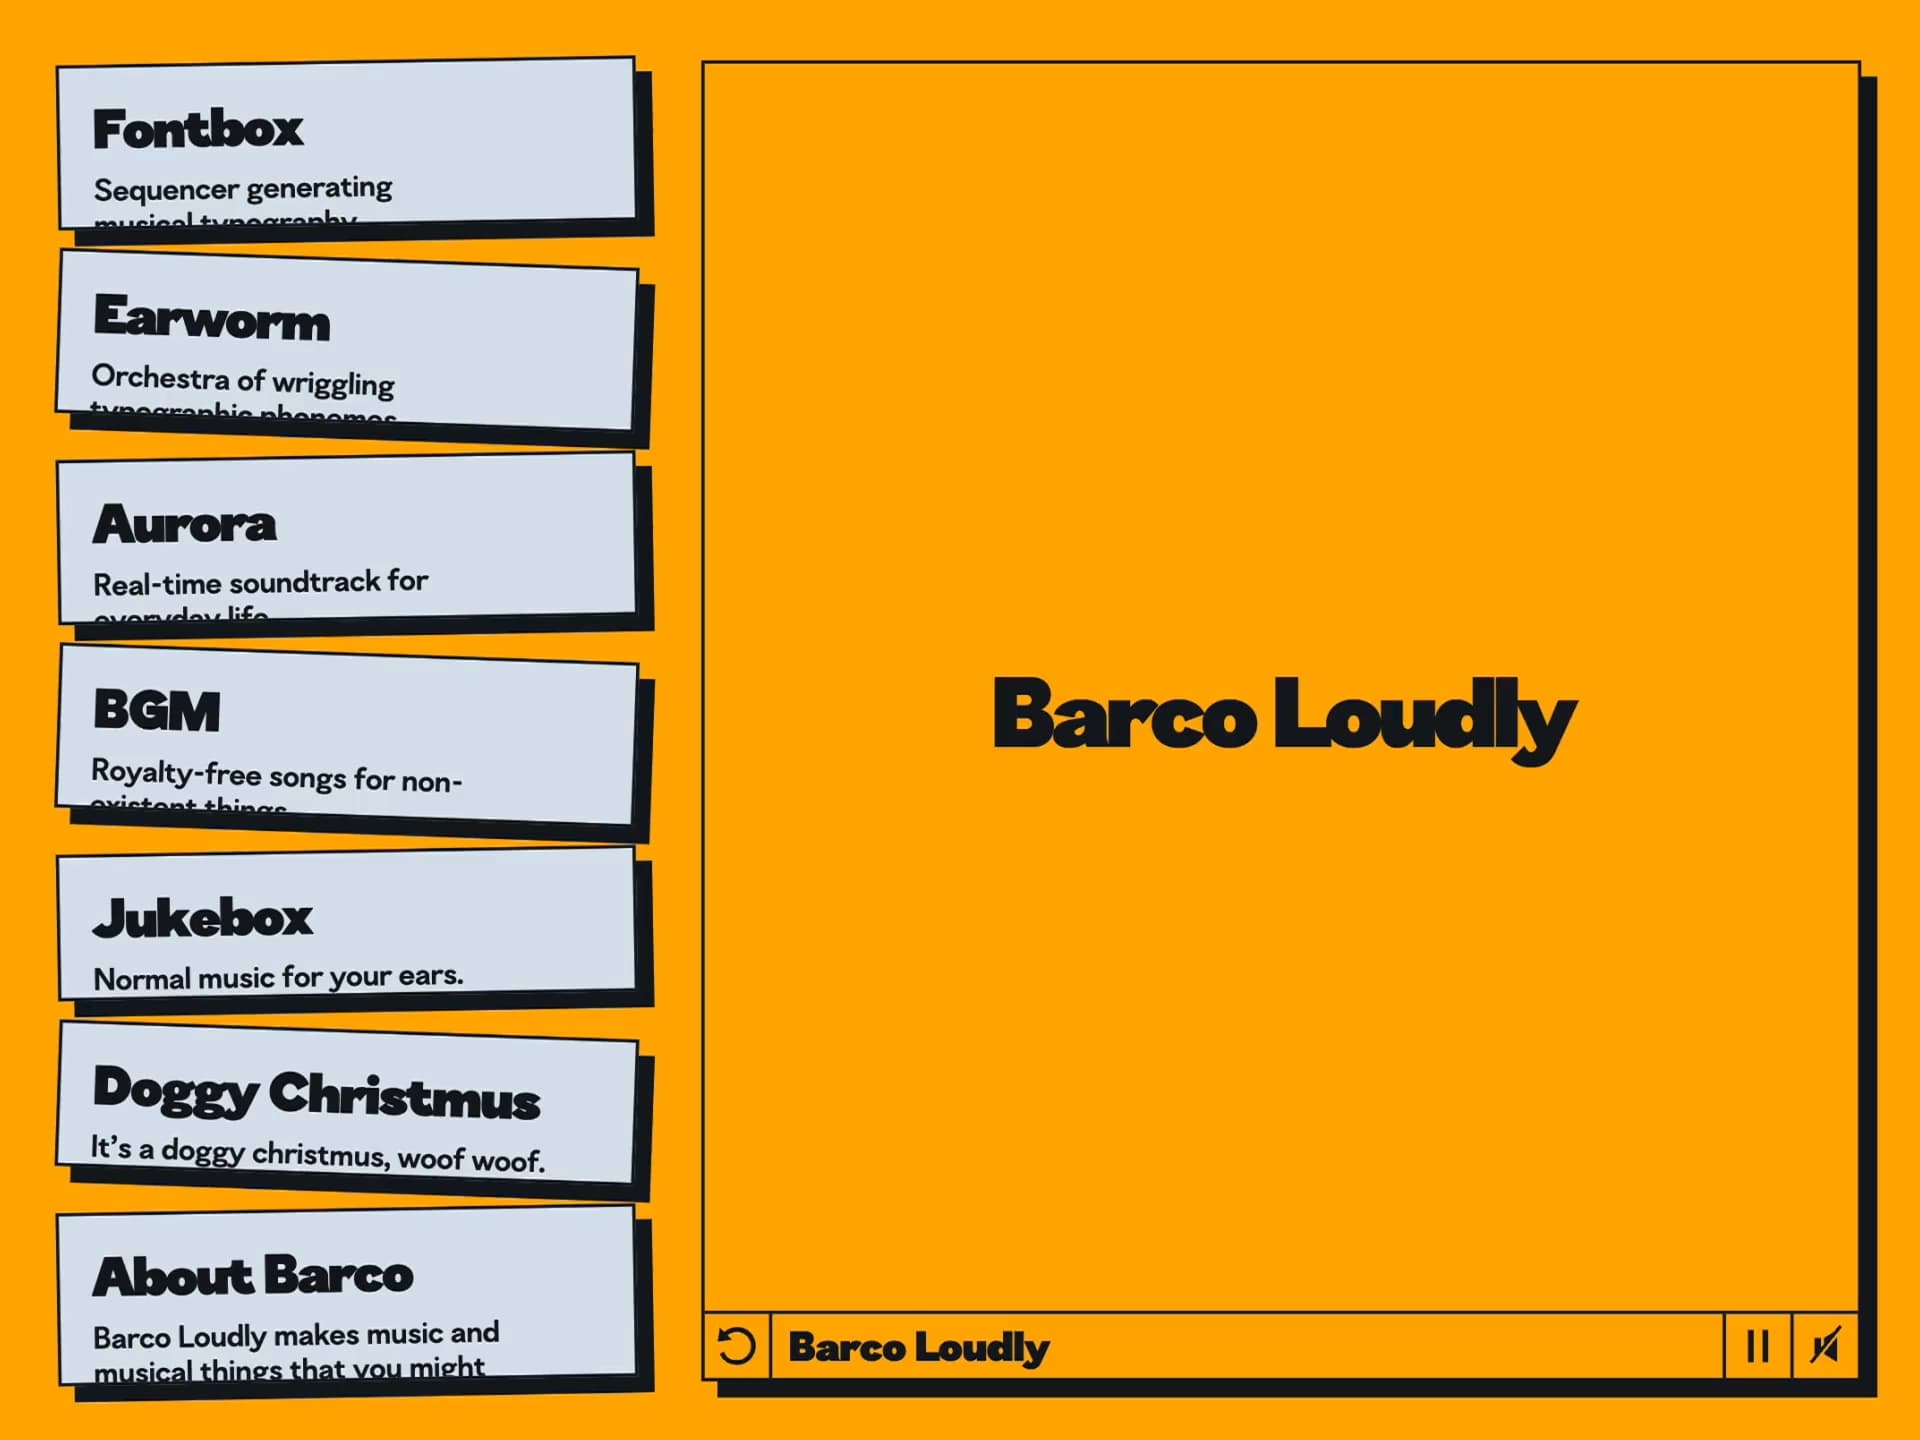 Fontbox
Sequencer generating
musical typography
Earworm
Orchestra of wriggling
typographic phonemes
Aurora
Real-time soundtrack for
everyday life
BGM
Royalty-free songs for non-
existent things
Jukebox
Normal music for your ears.
Doggy Christmus
It’s a doggy christmus, woof woof.
About Barco
Barco Loudly makes music and
musical things that you might
Barco Loudly
Barco Loudly